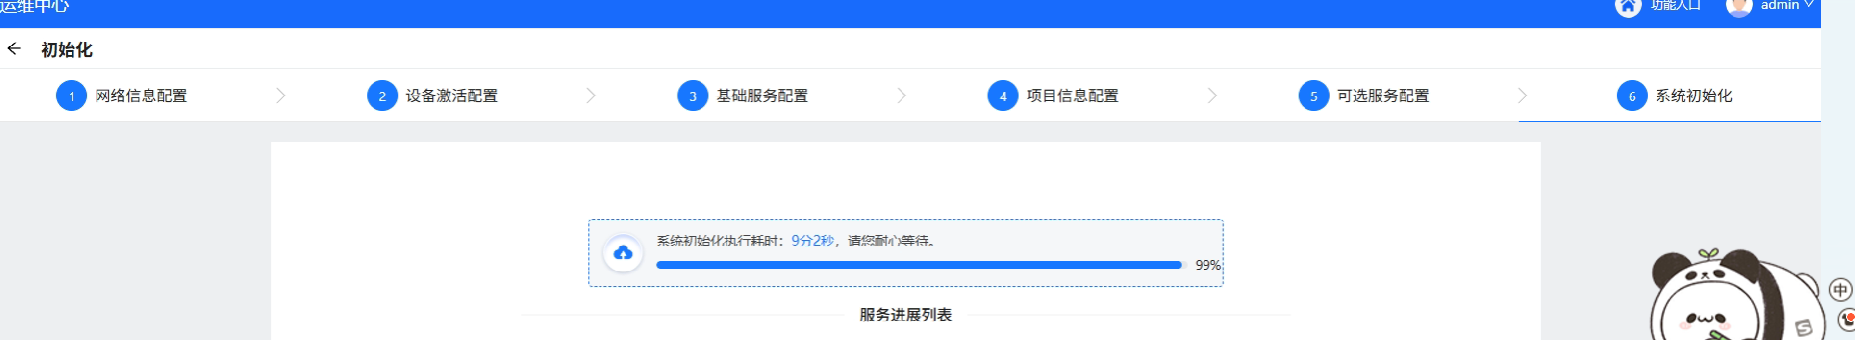 运维中心
功能入口 admin
初始化
1 网络信息配置 2 设备激活配置 3 基础服务配置 4 项目信息配置 5 可选服务配置 6 系统初始化
系统初始化执行耗时：9分2秒，请您耐心等待。
99%
服务进展列表
中
S